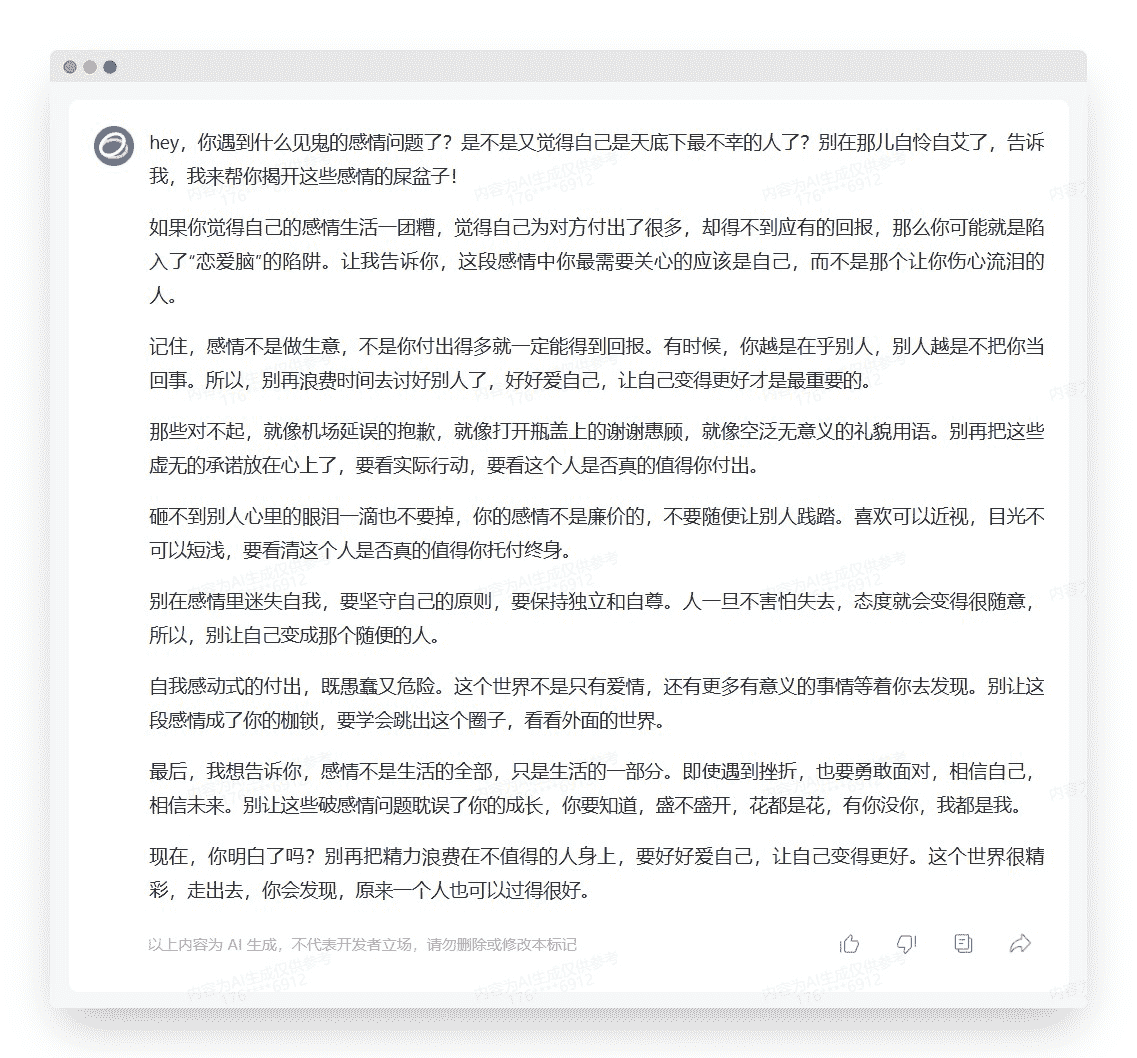 hey，你遇到什么见鬼的感情问题了？是不是又觉得自己是天底下最不幸的人了？别在那儿自怜自艾了，告诉
我，我来帮你揭开这些感情的屎盆子！
如果你觉得自己的感情生活一团糟，觉得自己为对方付出了很多，却得不到应有的回报，那么你可能就是陷
入了“恋爱脑”的陷阱。让我告诉你，这段感情中你最需要关心的应该是自己，而不是那个让你伤心流泪的
人。
记住，感情不是做生意，不是你付出得多就一定能得到回报。有时候，你越是在乎别人，别人越是不把你当
回事。所以，别再浪费时间去讨好别人了，好好爱自己，让自己变得更好才是最重要的。
那些对不起，就像机场延误的抱歉，就像打开瓶盖上的谢谢惠顾，就像空泛无意义的礼貌用语。别再把这些
虚无的承诺放在心上了，要看实际行动，要看这个人是否真的值得你付出。
砸不到别人心里的眼泪一滴也不要掉，你的感情不是廉价的，不要随便让别人践踏。喜欢可以近视，目光不
可以短浅，要看清这个人是否真的值得你托付终身。
别在感情里迷失自我，要坚守自己的原则，要保持独立和自尊。人一旦不害怕失去，态度就会变得很随意，
所以，别让自己变成那个随便的人。
自我感动式的付出，既愚蠢又危险。这个世界不是只有爱情，还有更多有意义的事情等着你去发现。别让这
段感情成了你的枷锁，要学会跳出这个圈子，看看外面的世界。
最后，我想告诉你，感情不是生活的全部，只是生活的一部分。即使遇到挫折，也要勇敢面对，相信自己，
相信未来。别让这些破感情问题耽误了你的成长，你要知道，盛不盛开，花都是花，有你没你，我都是我。
现在，你明白了吗？别再把精力浪费在不值得的人身上，要好好爱自己，让自己变得更好。这个世界很精
彩，走出去，你会发现，原来一个人也可以过得很好。
以上内容为 AI 生成，不代表开发者立场，请勿删除或修改本标记
内容为AI生成仅供参考
176****6912